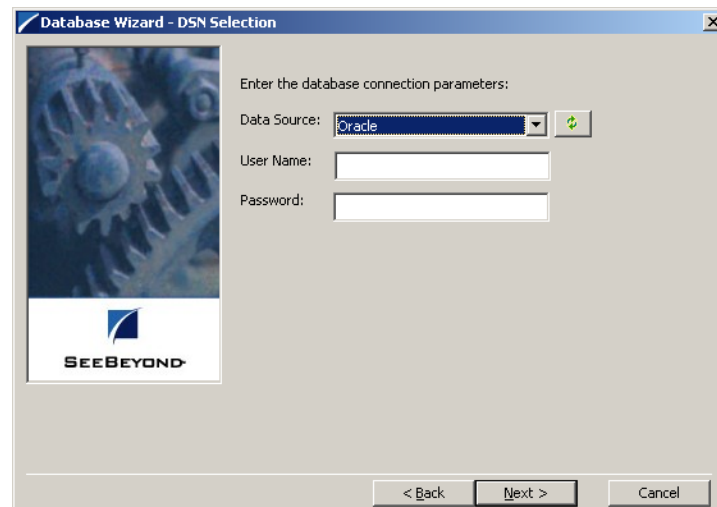 Database Wizard - DSN Selection
Enter the database connection parameters:
Data Source: Oracle
User Name:
Password:
SEEBEYOND
< Back Next > Cancel